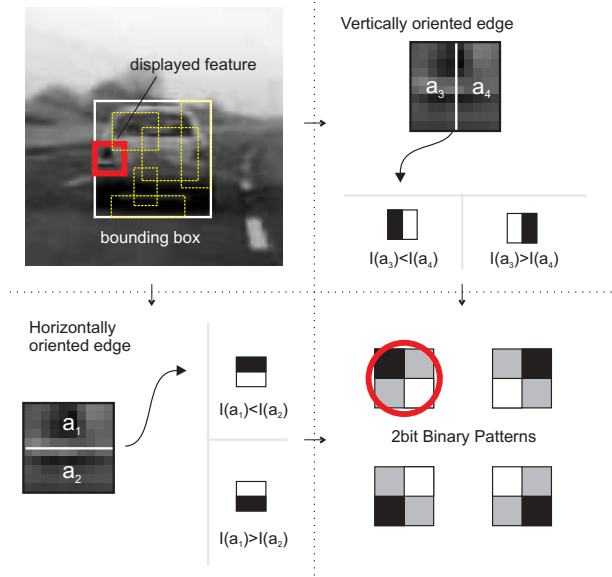 displayed feature
bounding box
Vertically oriented edge
a₃ a₄
I(a₃)<I(a₄)
I(a₃)>I(a₄)
Horizontally
oriented edge
a₁
a₂
I(a₁)<I(a₂)
I(a₁)>I(a₂)
2bit Binary Patterns